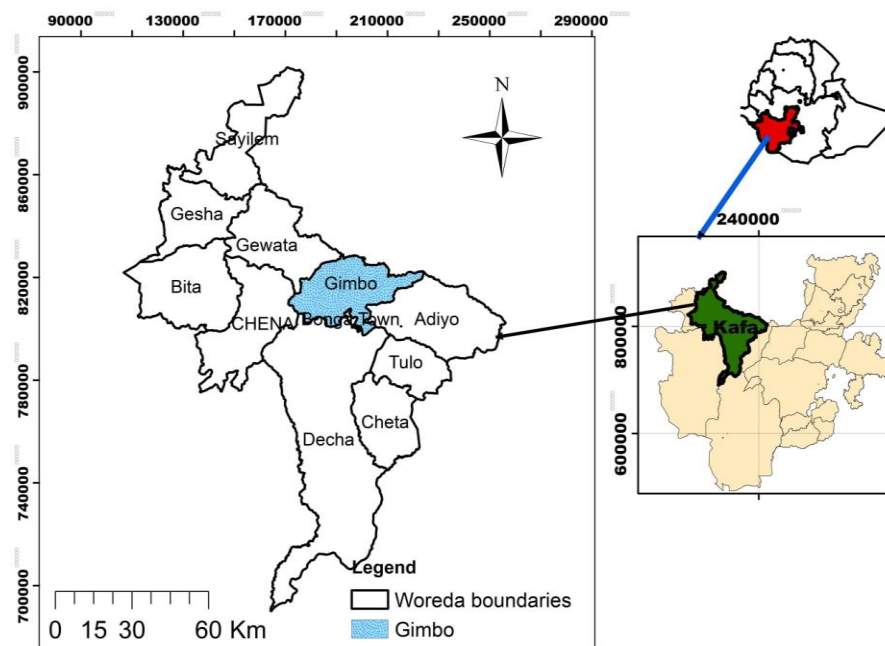 90000 130000 170000 210000 250000 290000
900000
860000
820000
780000
740000
700000
N
Sayilem
Gesha
Gewata
Bita
Gimbo
CHENA
Bonga Town
Adiyo
Tulo
Cheta
Decha
Legend
Woreda boundaries
Gimbo
0 15 30 60 Km
240000
800000
600000
Kafa